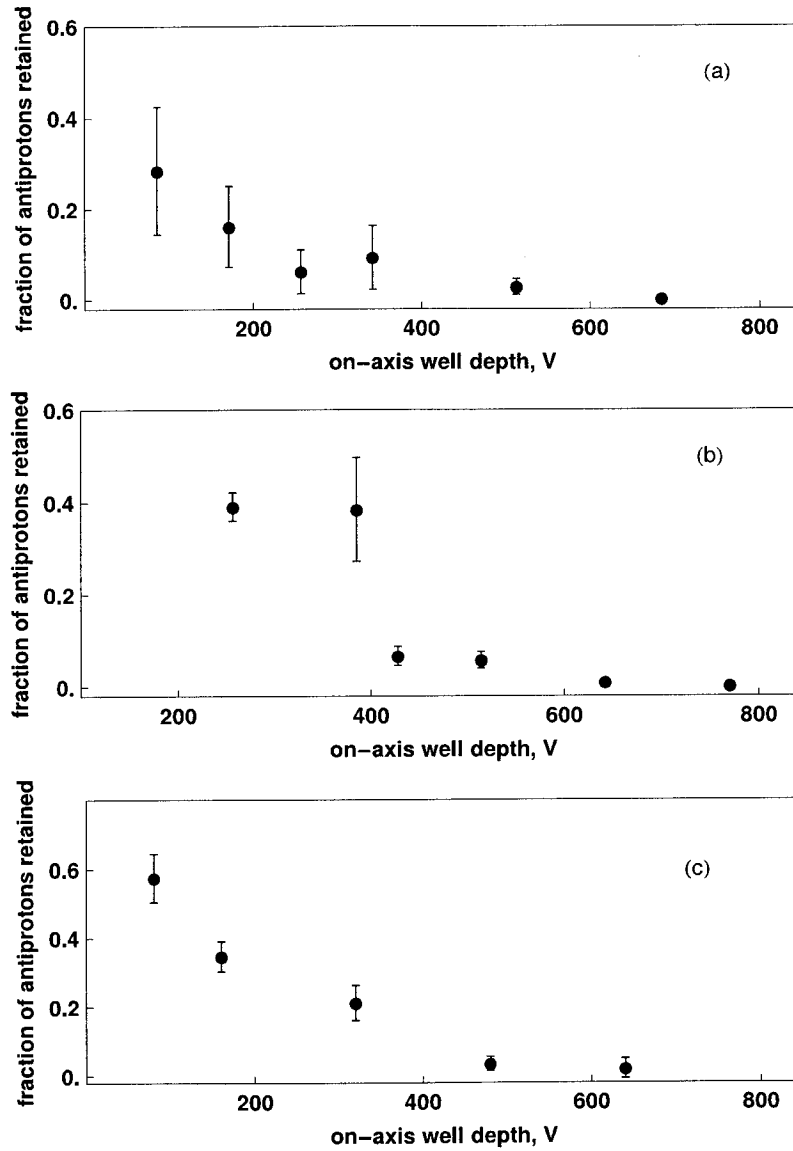 0.6
(a)
fraction of antiprotons retained
0.4
0.2
0.
200
400
600
800
on-axis well depth, V
0.6
(b)
fraction of antiprotons retained
0.4
0.2
0.
200
400
600
800
on-axis well depth, V
(c)
fraction of antiprotons retained
0.6
0.4
0.2
0.
200
400
600
800
on-axis well depth, V